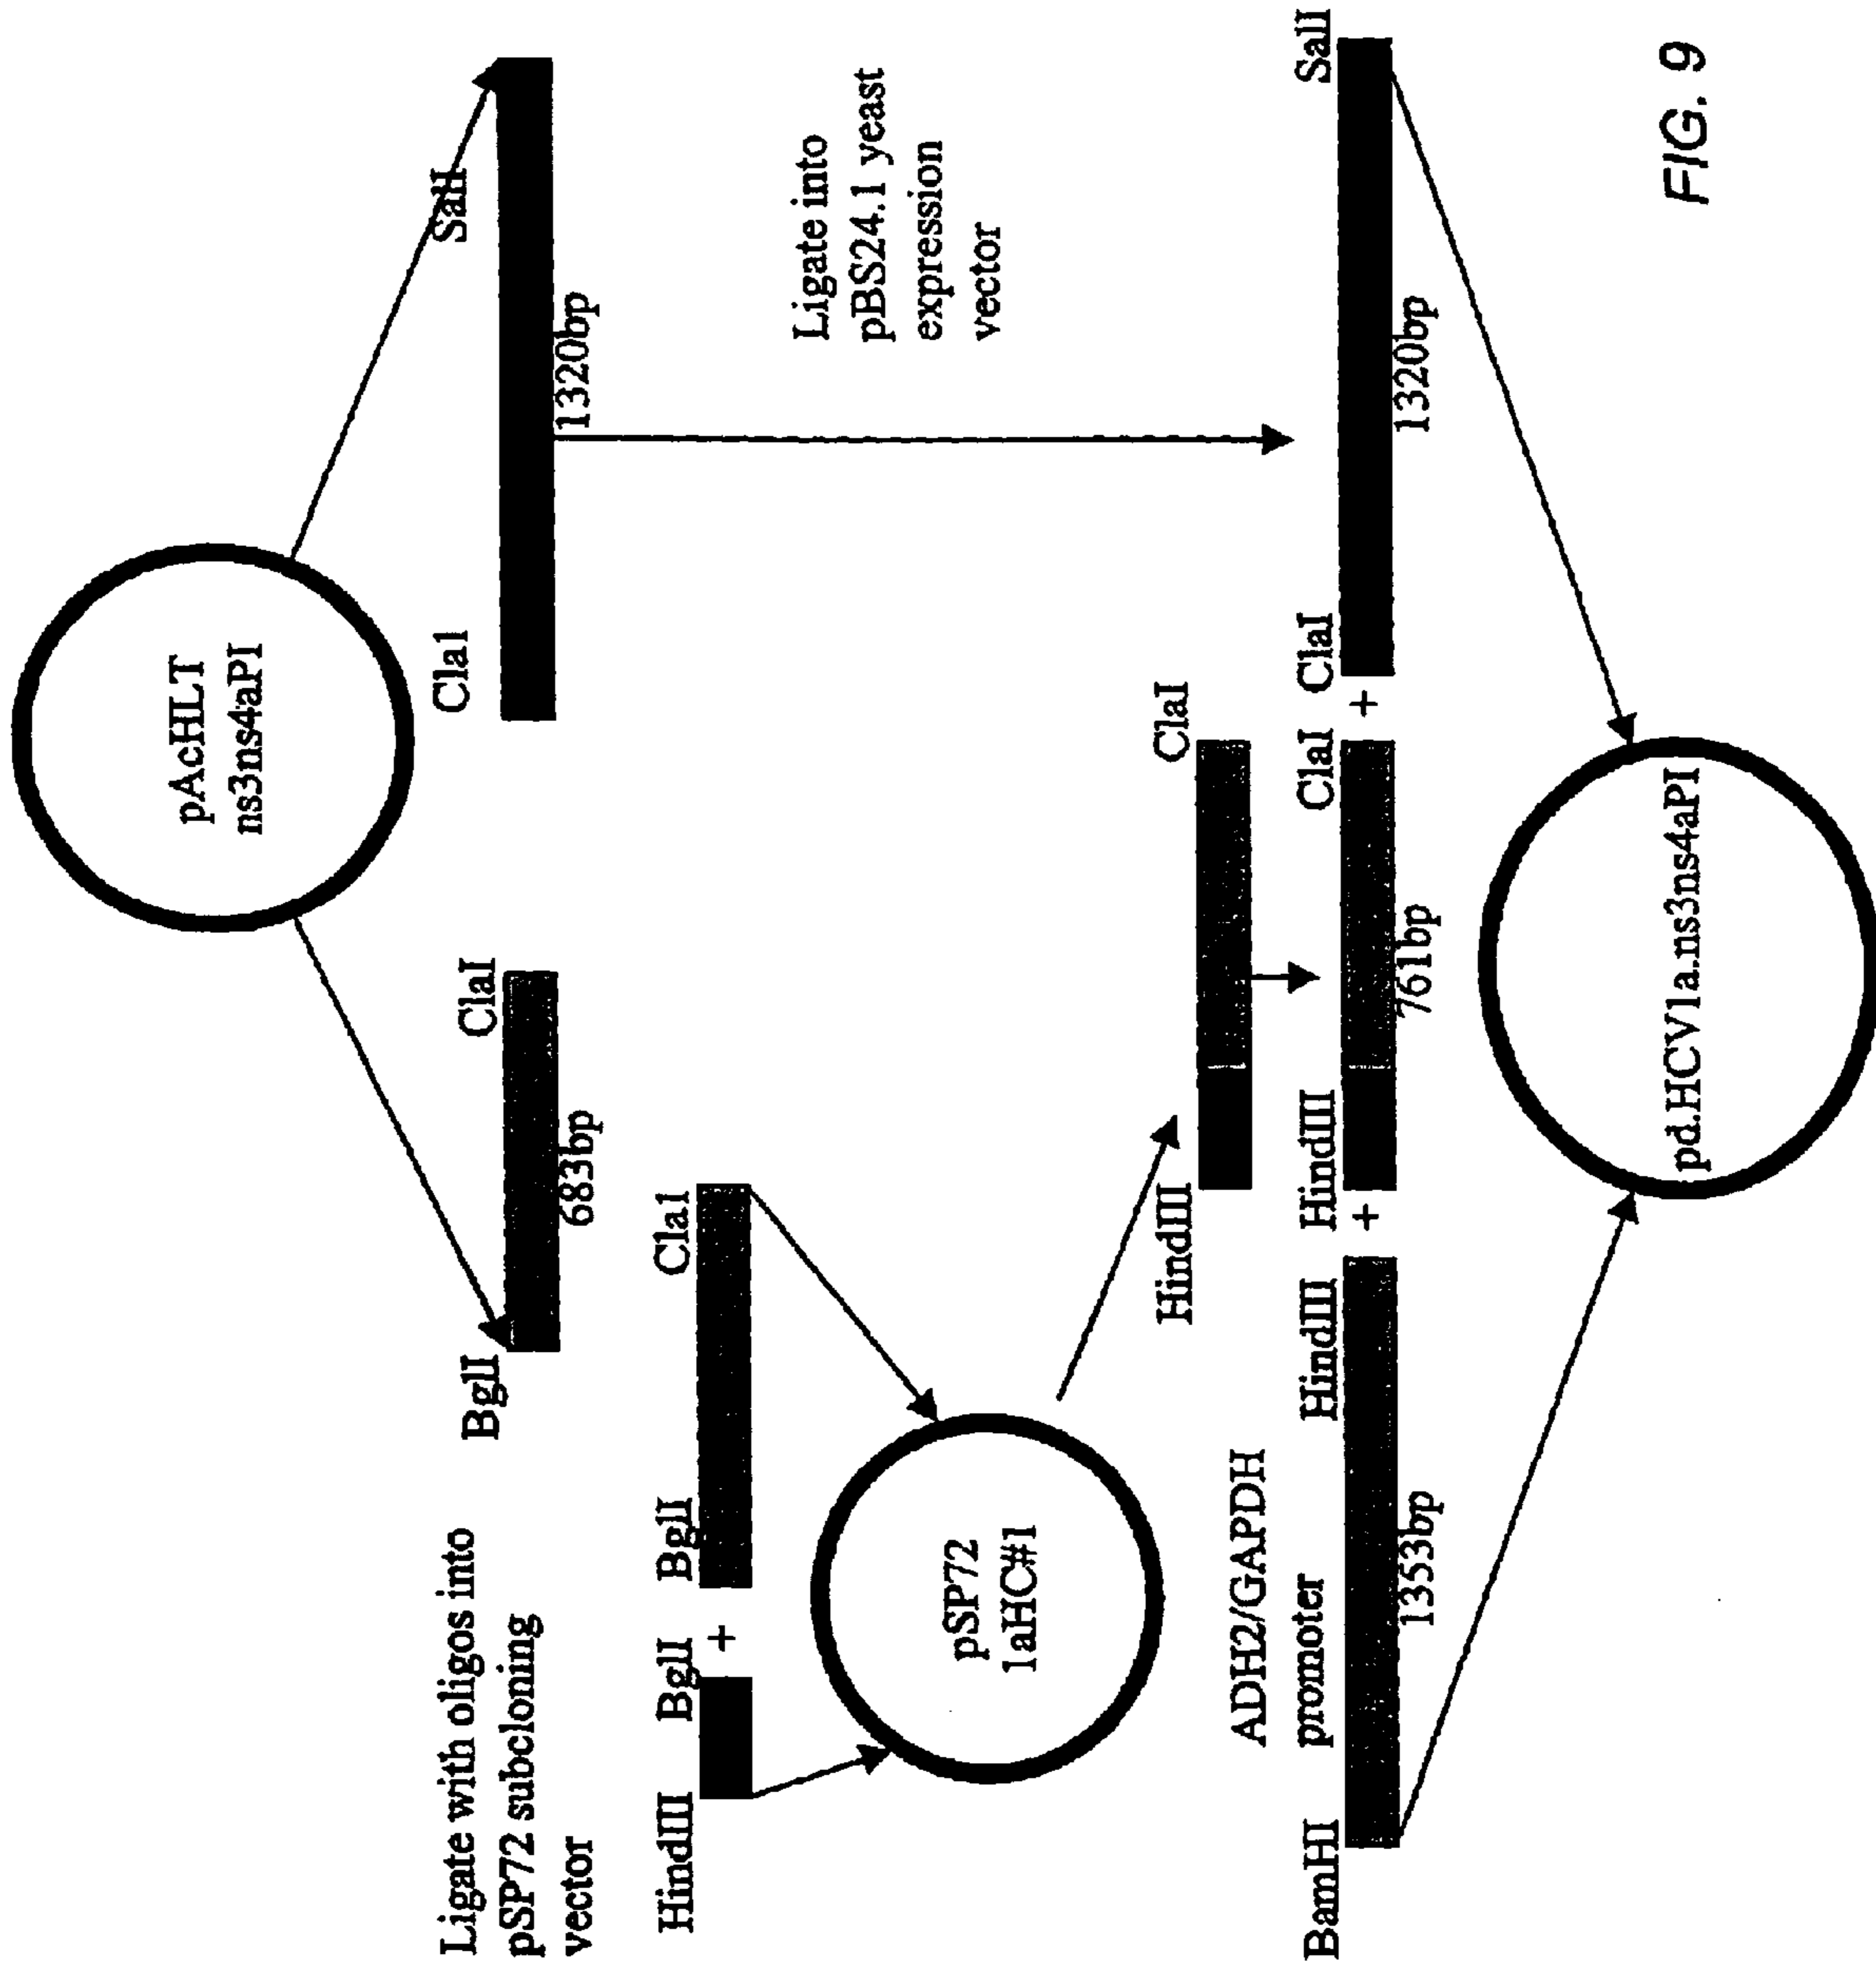 pAcHLT
ns3ns4aPI
BglI
ClaI
683bp
Cla1
SalI
1320bp
Ligate with oligos into
pSP72 subcloning
vector
HindIII
BglI
+
BglI
Cla1
pSP72
1aHC#1
Ligate into
pBS24.1 yeast
expression
vector
HindIII
ClaI
ADH2/GAPDH
promoter
BamHI
HindIII
1353bp
+
HindIII
ClaI
761bp
+
ClaI
SalI
1320bp
pd.HCV1a.ns3ns4aPI
FIG. 9